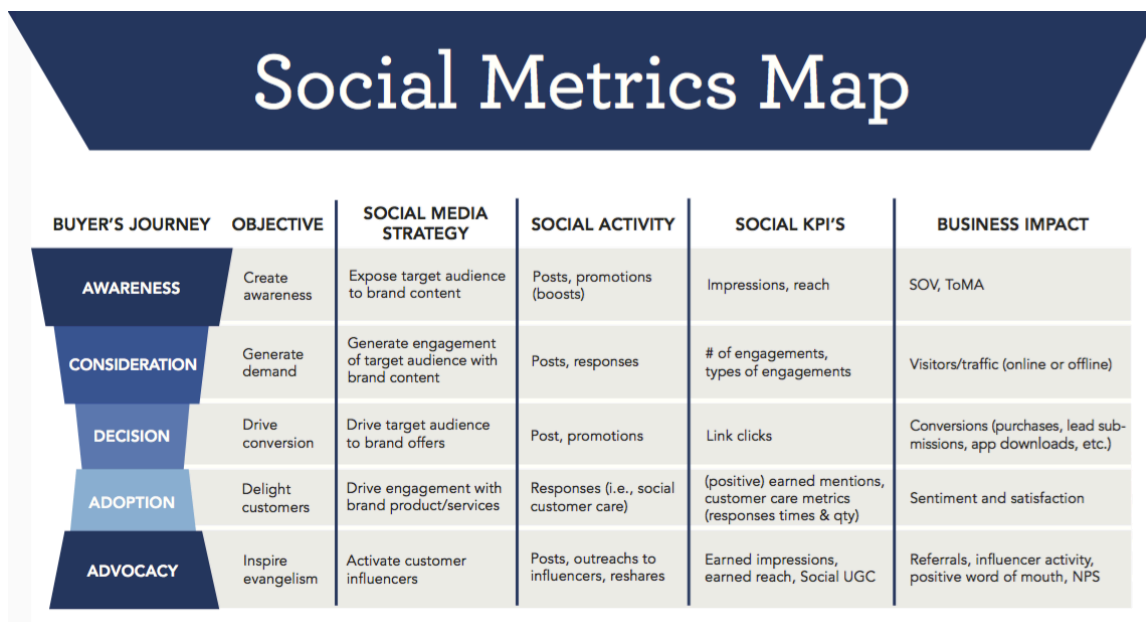 Social Metrics Map
BUYER'S JOURNEY
OBJECTIVE
SOCIAL MEDIA
STRATEGY
SOCIAL ACTIVITY
SOCIAL KPI'S
BUSINESS IMPACT
AWARENESS
Create
awareness
Expose target audience
to brand content
Posts, promotions
(boosts)
Impressions, reach
SOV, ToMA
CONSIDERATION
Generate
demand
Generate engagement
of target audience with
brand content
Posts, responses
# of engagements,
types of engagements
Visitors/traffic (online or offline)
DECISION
Drive
conversion
Drive target audience
to brand offers
Post, promotions
Link clicks
Conversions (purchases, lead sub-
missions, app downloads, etc.)
ADOPTION
Delight
customers
Drive engagement with
brand product/services
Responses (i.e., social
customer care)
(positive) earned mentions,
customer care metrics
(responses times & qty)
Sentiment and satisfaction
ADVOCACY
Inspire
evangelism
Activate customer
influencers
Posts, outreachs to
influencers, reshares
Earned impressions,
earned reach, Social UGC
Referrals, influencer activity,
positive word of mouth, NPS